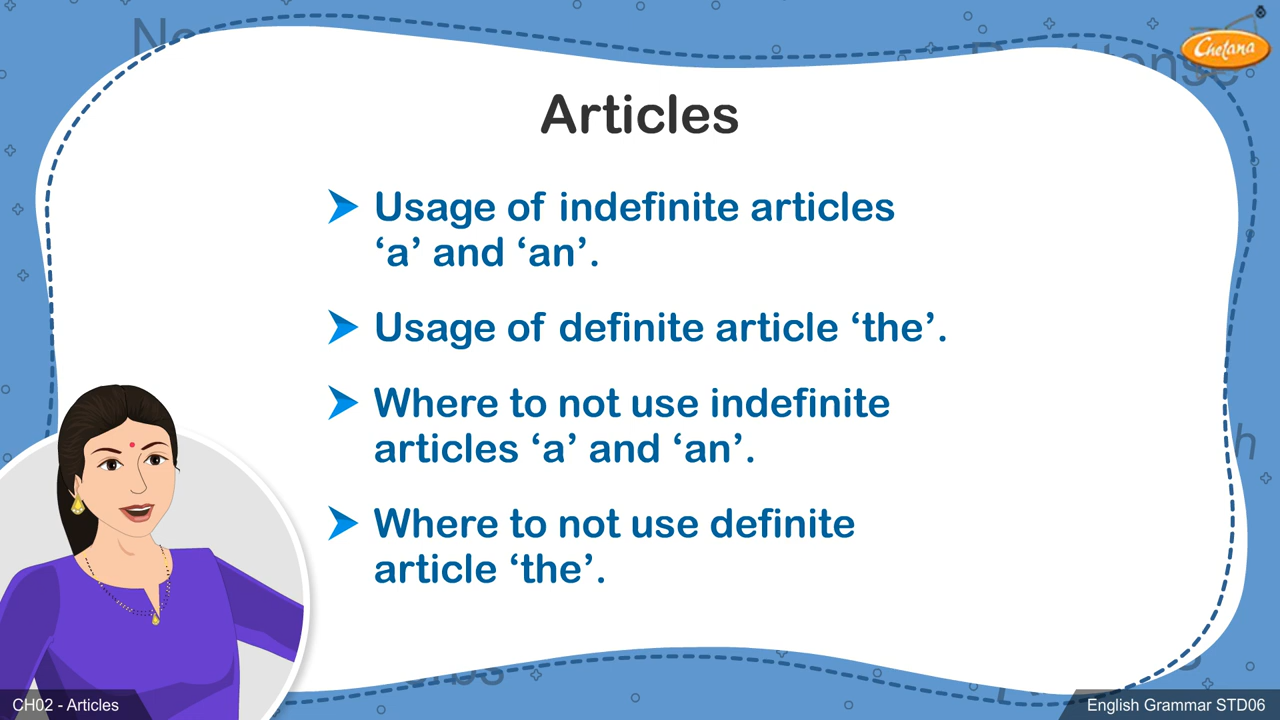 Chetana
Articles
Usage of indefinite articles
‘a’ and ‘an’.
Usage of definite article ‘the’.
Where to not use indefinite
articles ‘a’ and ‘an’.
Where to not use definite
article ‘the’.
CH02 - Articles
English Grammar STD06